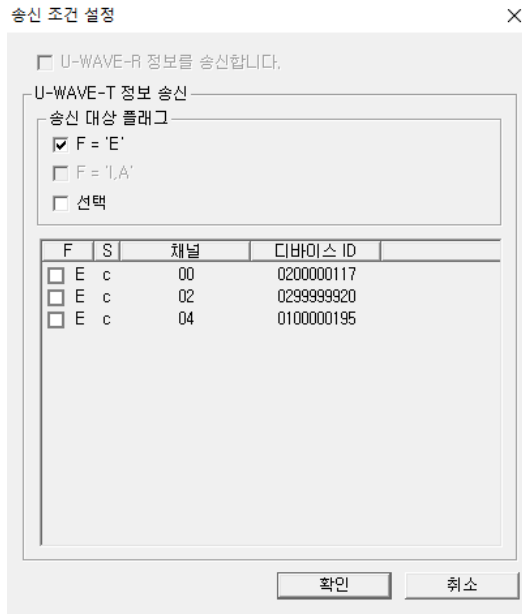 송신 조건 설정
U-WAVE-R 정보를 송신합니다.
U-WAVE-T 정보 송신
송신 대상 플래그
F = 'E'
F = 'I,A'
선택
F S 채널 디바이스 ID
E c 00 0200000117
E c 02 0299999920
E c 04 0100000195
확인 취소